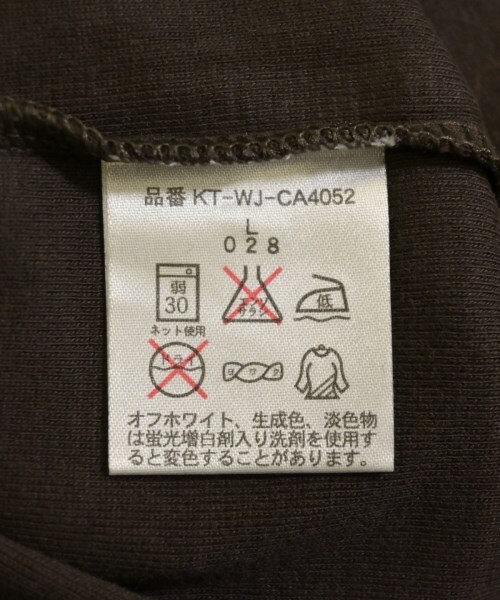 品番 KT-WJ-CA4052
L
028
弱
30
ネット使用
エンソ
サラシ
低
ドライ
ヨワク
オフホワイト、生成色、淡色物
は蛍光増白剤入り洗剤を使用す
ると変色することがあります。